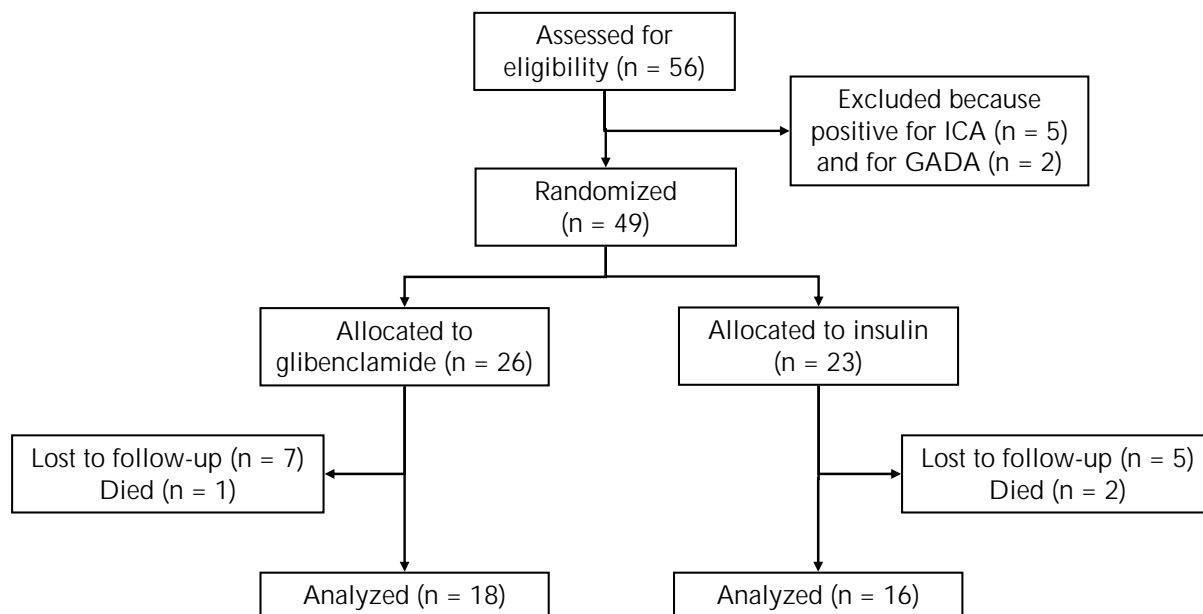 Assessed for
eligibility (n = 56)
Excluded because
positive for ICA (n = 5)
and for GADA (n = 2)
Randomized
(n = 49)
Allocated to
glibenclamide (n = 26)
Allocated to insulin
(n = 23)
Lost to follow-up (n = 7)
Died (n = 1)
Lost to follow-up (n = 5)
Died (n = 2)
Analyzed (n = 18)
Analyzed (n = 16)